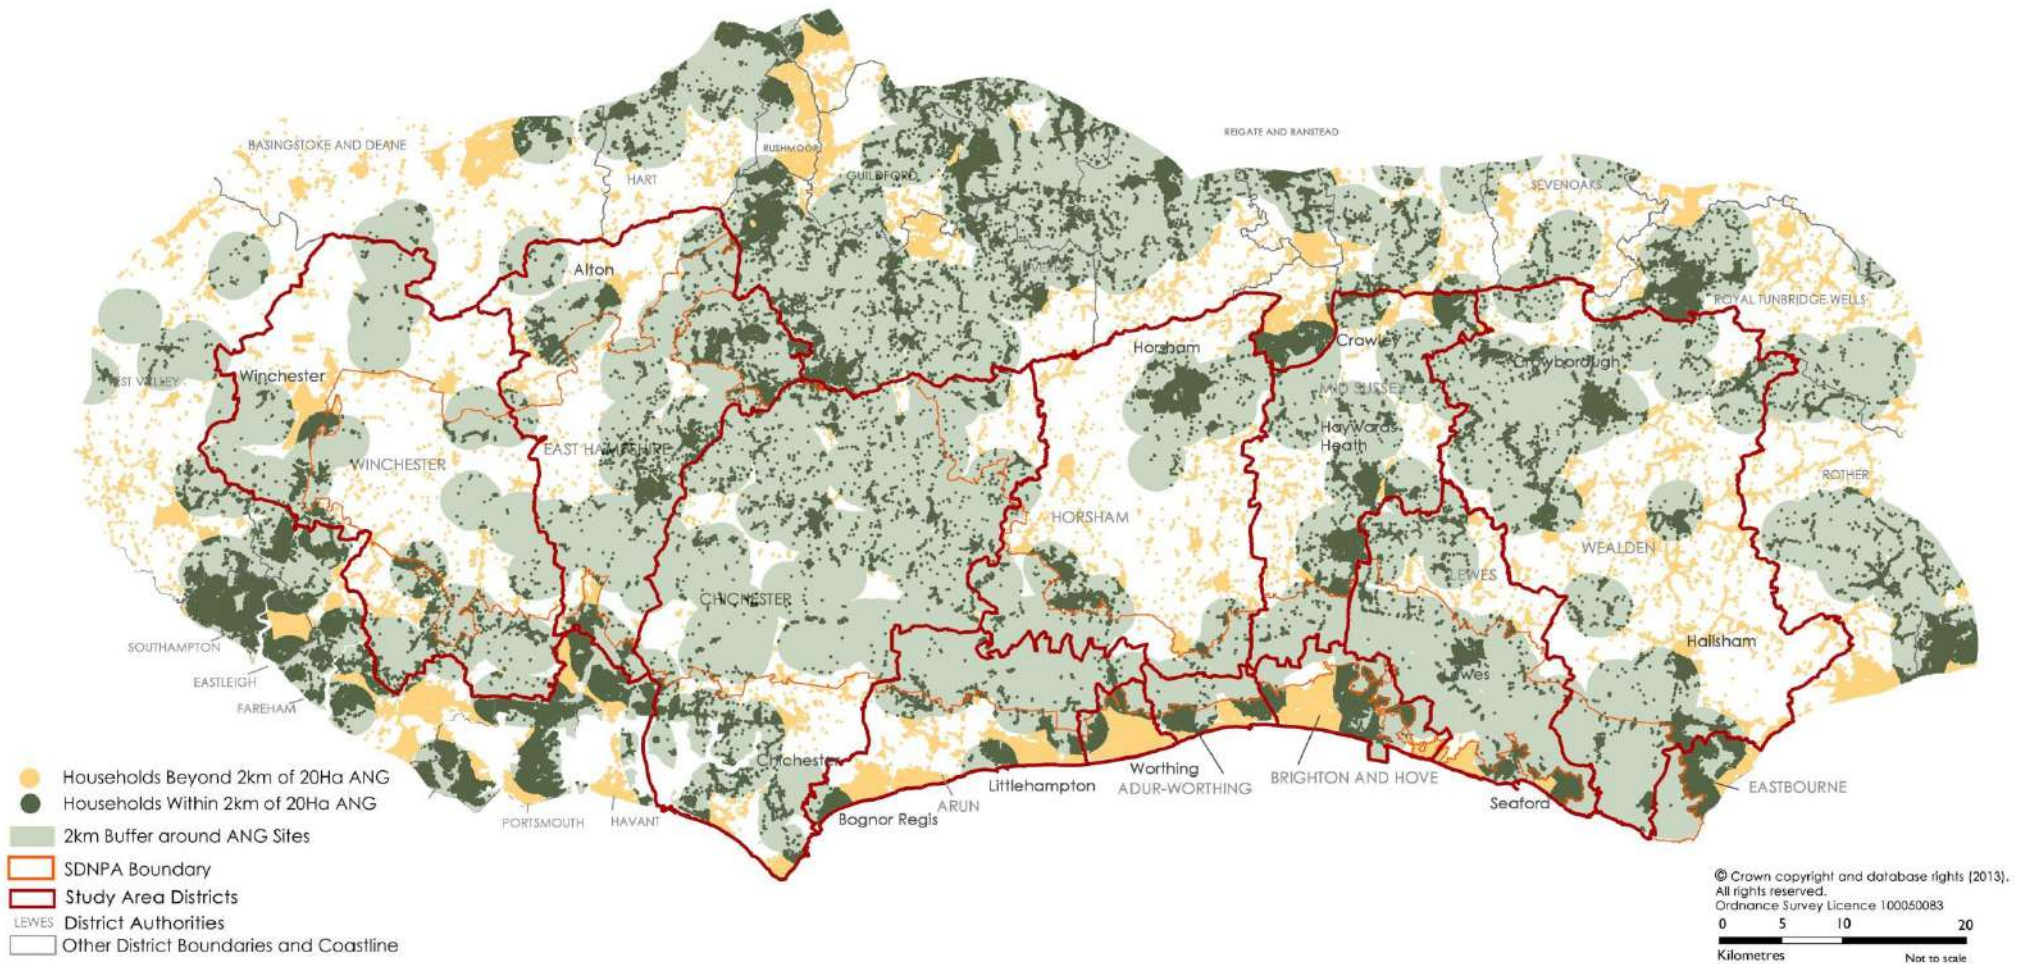 REIGATE AND BANSTEAD
BASINGSTOKE AND DEANE
RUSHMOOR
HART
GUILDFORD
SEVENOAKS
Alton
WAVERLEY
ROYAL TUNBRIDGE WELLS
Horsham
Crawley
Crowborough
Winchester
TEST VALLEY
MID SUSSEX
Haywards
Heath
EAST HAMPSHIRE
WINCHESTER
ROTHER
HORSHAM
WEALDEN
LEWES
CHICHESTER
SOUTHAMPTON
Hailsham
EASTLEIGH
Lewes
FAREHAM
Chichester
Households Beyond 2km of 20Ha ANG
Households Within 2km of 20Ha ANG
2km Buffer around ANG Sites
SDNPA Boundary
Study Area Districts
LEWES District Authorities
Other District Boundaries and Coastline
Worthing
ADUR-WORTHING
BRIGHTON AND HOVE
Littlehampton
EASTBOURNE
ARUN
Seaford
PORTSMOUTH
HAVANT
Bognor Regis
© Crown copyright and database rights (2013).
All rights reserved.
Ordnance Survey Licence 100050083
0 5 10 20
Kilometres
Not to scale